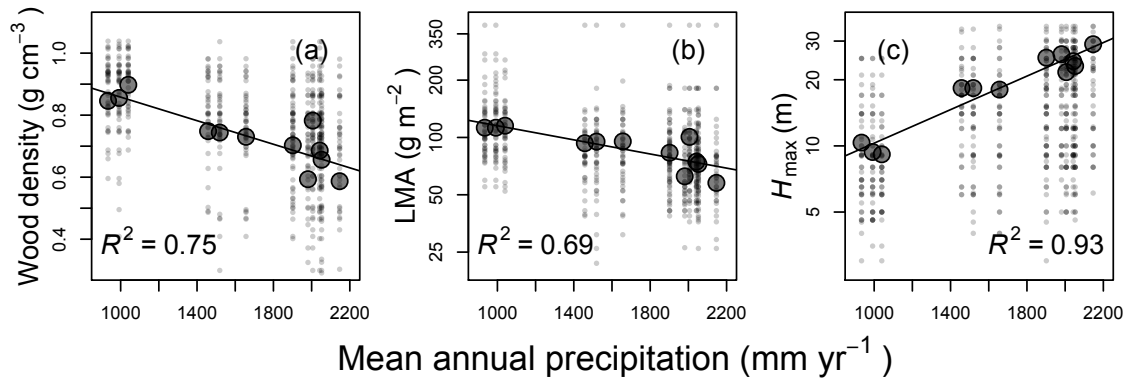 (a)
Wood density (g cm⁻³)
0.4 0.6 0.8 1.0
R² = 0.75
1000 1400 1800 2200
(b)
LMA (g m⁻²)
25 50 100 180 350
R² = 0.69
1000 1400 1800 2200
(c)
Hmax (m)
5 10 20 30
R² = 0.93
1000 1400 1800 2200
Mean annual precipitation (mm yr⁻¹)